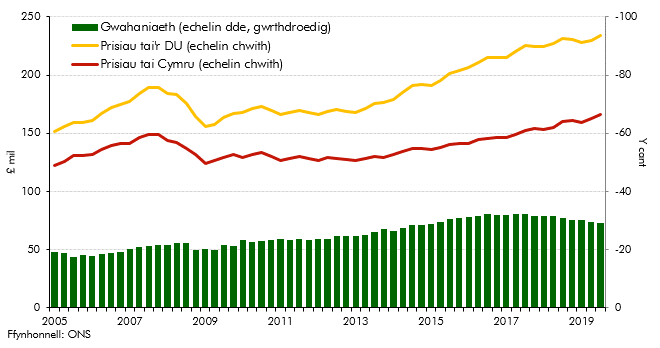 Gwahaniaeth (echelin dde, gwrthdroedig)
Prisiau tai'r DU (echelin chwith)
Prisiau tai Cymru (echelin chwith)
250
200
150
100
50
0
£ mil
-100
-80
-60
-40
-20
0
Y cant
2005 2007 2009 2011 2013 2015 2017 2019
Ffynhonnell: ONS